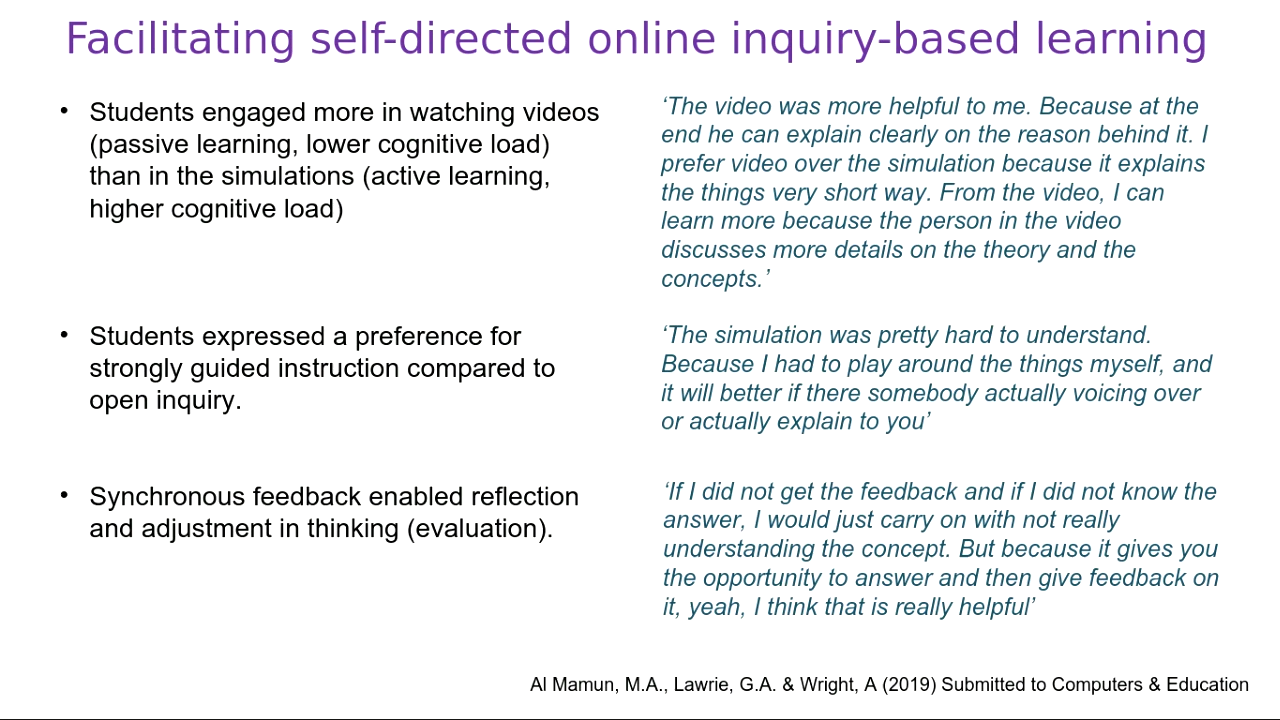 Facilitating self-directed online inquiry-based learning
• Students engaged more in watching videos
(passive learning, lower cognitive load)
than in the simulations (active learning,
higher cognitive load)
‘The video was more helpful to me. Because at the
end he can explain clearly on the reason behind it. I
prefer video over the simulation because it explains
the things very short way. From the video, I can
learn more because the person in the video
discusses more details on the theory and the
concepts.’
• Students expressed a preference for
strongly guided instruction compared to
open inquiry.
‘The simulation was pretty hard to understand.
Because I had to play around the things myself, and
it will better if there somebody actually voicing over
or actually explain to you’
• Synchronous feedback enabled reflection
and adjustment in thinking (evaluation).
‘If I did not get the feedback and if I did not know the
answer, I would just carry on with not really
understanding the concept. But because it gives you
the opportunity to answer and then give feedback on
it, yeah, I think that is really helpful’
Al Mamun, M.A., Lawrie, G.A. & Wright, A (2019) Submitted to Computers & Education